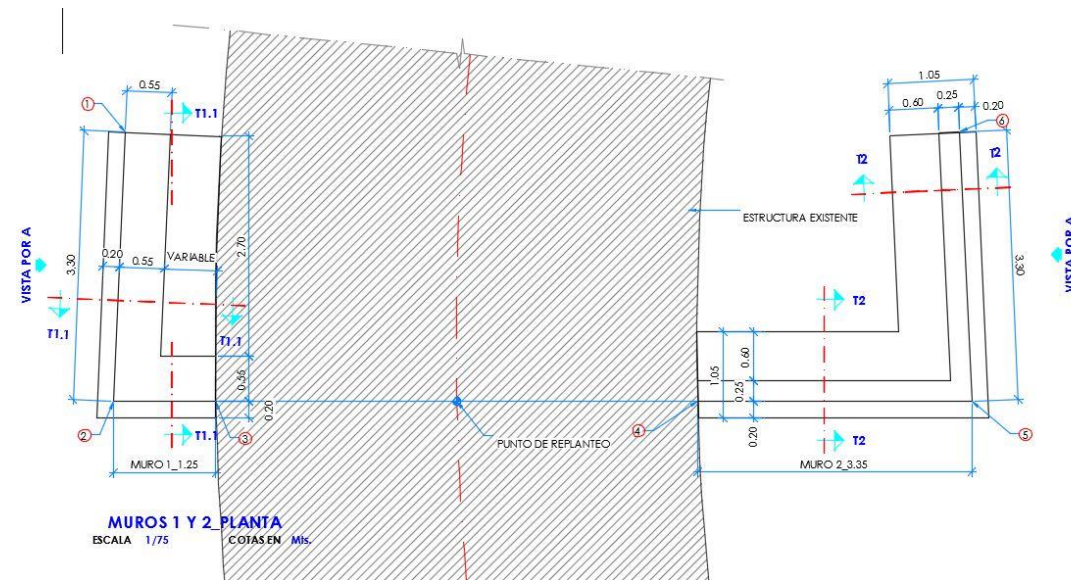 0.55
1
T1.1
3.30
0.20
0.55
VARIABLE
2.70
VISTA POR A
T1.1
T1.1
0.55
0.20
2
T1.1
3
MURO 1_1.25
MUROS 1 Y 2_PLANTA
ESCALA 1/75 COTAS EN Mts.
PUNTO DE REPLANTEO
ESTRUCTURA EXISTENTE
1.05
0.60
0.25
0.20
6
T2
T2
3.30
VISTA POR A
T2
1.05
0.60
0.25
0.20
4
T2
5
MURO 2_3.35